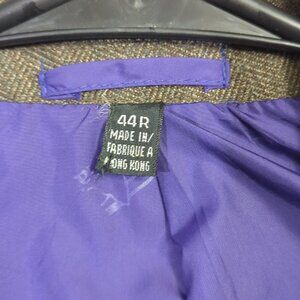 44R
MADE IN/
FABRIQUE A
HONG KONG